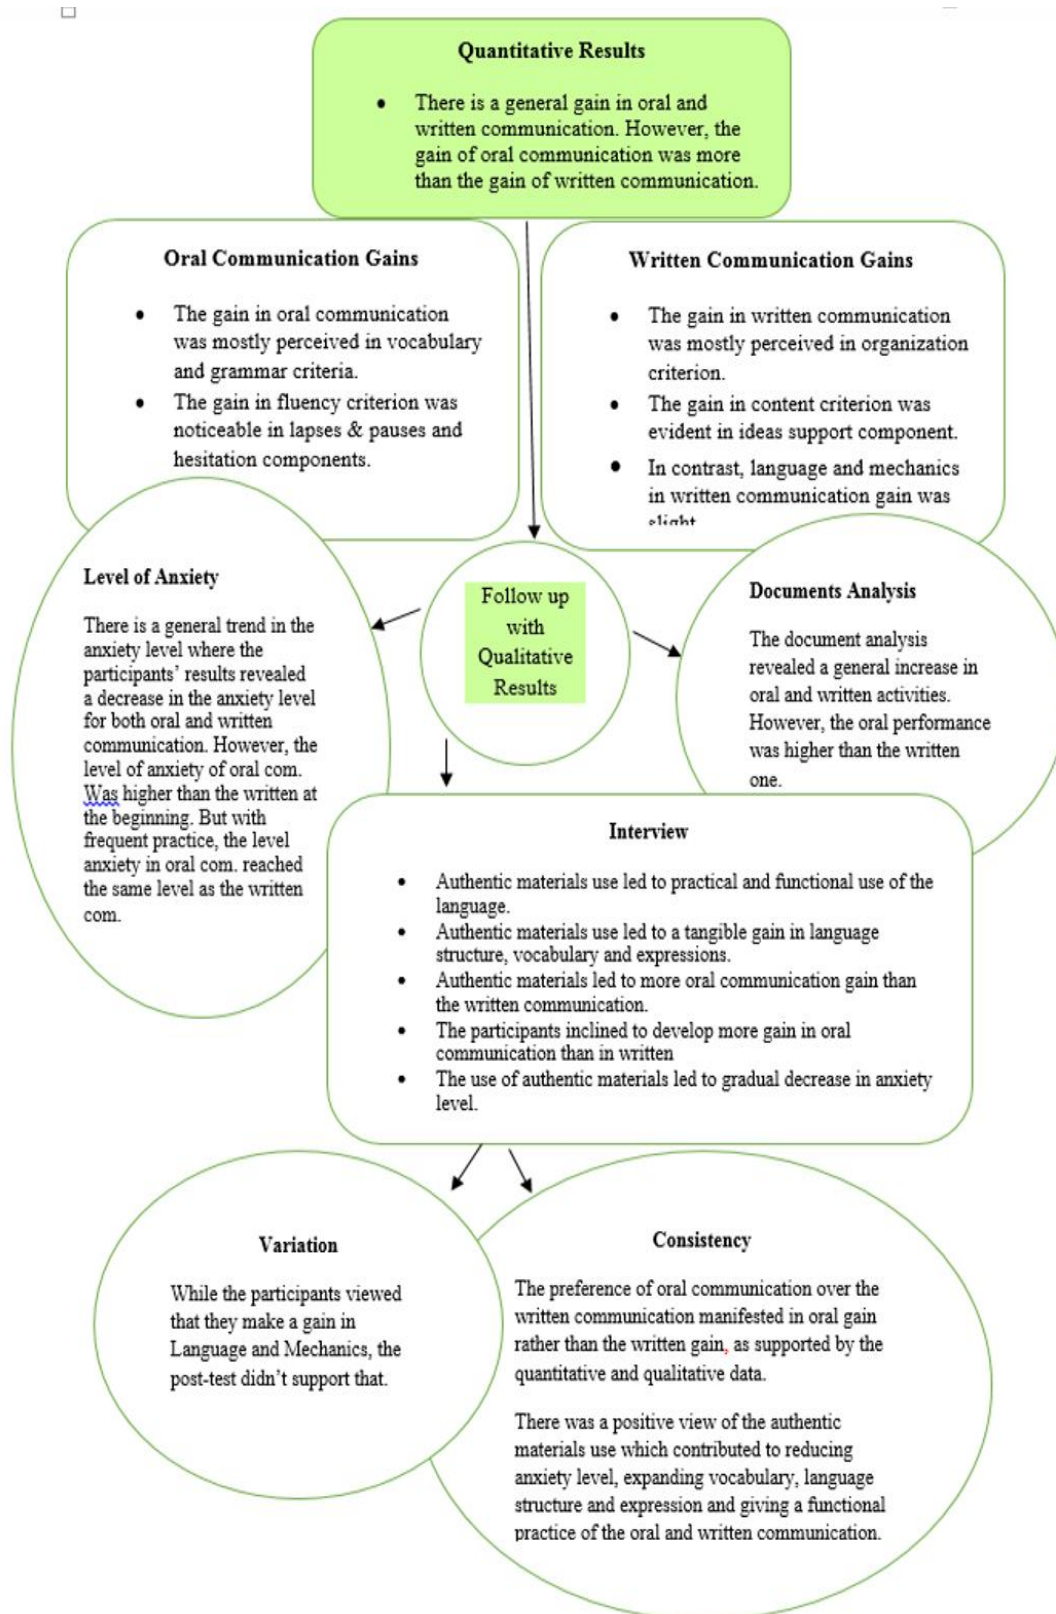 Quantitative Results
• There is a general gain in oral and
written communication. However, the
gain of oral communication was more
than the gain of written communication.
Oral Communication Gains
• The gain in oral communication
was mostly perceived in vocabulary
and grammar criteria.
• The gain in fluency criterion was
noticeable in lapses & pauses and
hesitation components.
Written Communication Gains
• The gain in written communication
was mostly perceived in organization
criterion.
• The gain in content criterion was
evident in ideas support component.
• In contrast, language and mechanics
in written communication gain was
slight
Level of Anxiety
There is a general trend in the
anxiety level where the
participants’ results revealed
a decrease in the anxiety level
for both oral and written
communication. However, the
level of anxiety of oral com.
Was higher than the written at
the beginning. But with
frequent practice, the level
anxiety in oral com. reached
the same level as the written
com.
Follow up
with
Qualitative
Results
Documents Analysis
The document analysis
revealed a general increase in
oral and written activities.
However, the oral performance
was higher than the written
one.
Interview
• Authentic materials use led to practical and functional use of the
language.
• Authentic materials use led to a tangible gain in language
structure, vocabulary and expressions.
• Authentic materials led to more oral communication gain than
the written communication.
• The participants inclined to develop more gain in oral
communication than in written
• The use of authentic materials led to gradual decrease in anxiety
level.
Variation
While the participants viewed
that they make a gain in
Language and Mechanics, the
post-test didn’t support that.
Consistency
The preference of oral communication over the
written communication manifested in oral gain
rather than the written gain, as supported by the
quantitative and qualitative data.
There was a positive view of the authentic
materials use which contributed to reducing
anxiety level, expanding vocabulary, language
structure and expression and giving a functional
practice of the oral and written communication.